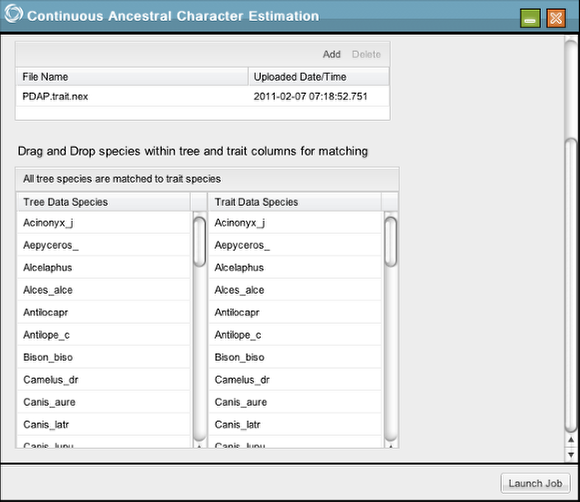 Continuous Ancestral Character Estimation
Add Delete
File Name Uploaded Date/Time
PDAP.trait.nex 2011-02-07 07:18:52.751
Drag and Drop species within tree and trait columns for matching
All tree species are matched to trait species
Tree Data Species Trait Data Species
Acinonyx_j Acinonyx_j
Aepyceros_ Aepyceros_
Alcelaphus Alcelaphus
Alces_alce Alces_alce
Antilocapr Antilocapr
Antilope_c Antilope_c
Bison_biso Bison_biso
Camelus_dr Camelus_dr
Canis_aure Canis_aure
Canis_latr Canis_latr
Canis_lupu Canis_lupu
Launch Job